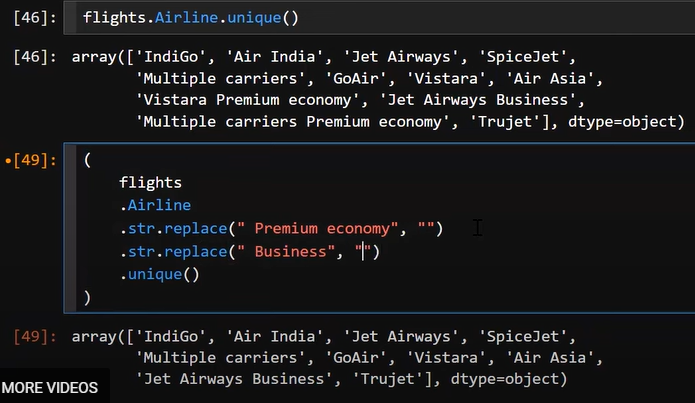 [46]: flights.Airline.unique()
[46]: array(['IndiGo', 'Air India', 'Jet Airways', 'SpiceJet',
'Multiple carriers', 'GoAir', 'Vistara', 'Air Asia',
'Vistara Premium economy', 'Jet Airways Business',
'Multiple carriers Premium economy', 'Trujet'], dtype=object)
•[49]: (
flights
.Airline
.str.replace(" Premium economy", "")
.str.replace(" Business", "")
.unique()
)
[49]: array(['IndiGo', 'Air India', 'Jet Airways', 'SpiceJet',
'Multiple carriers', 'GoAir', 'Vistara', 'Air Asia',
'Jet Airways Business', 'Trujet'], dtype=object)
MORE VIDEOS